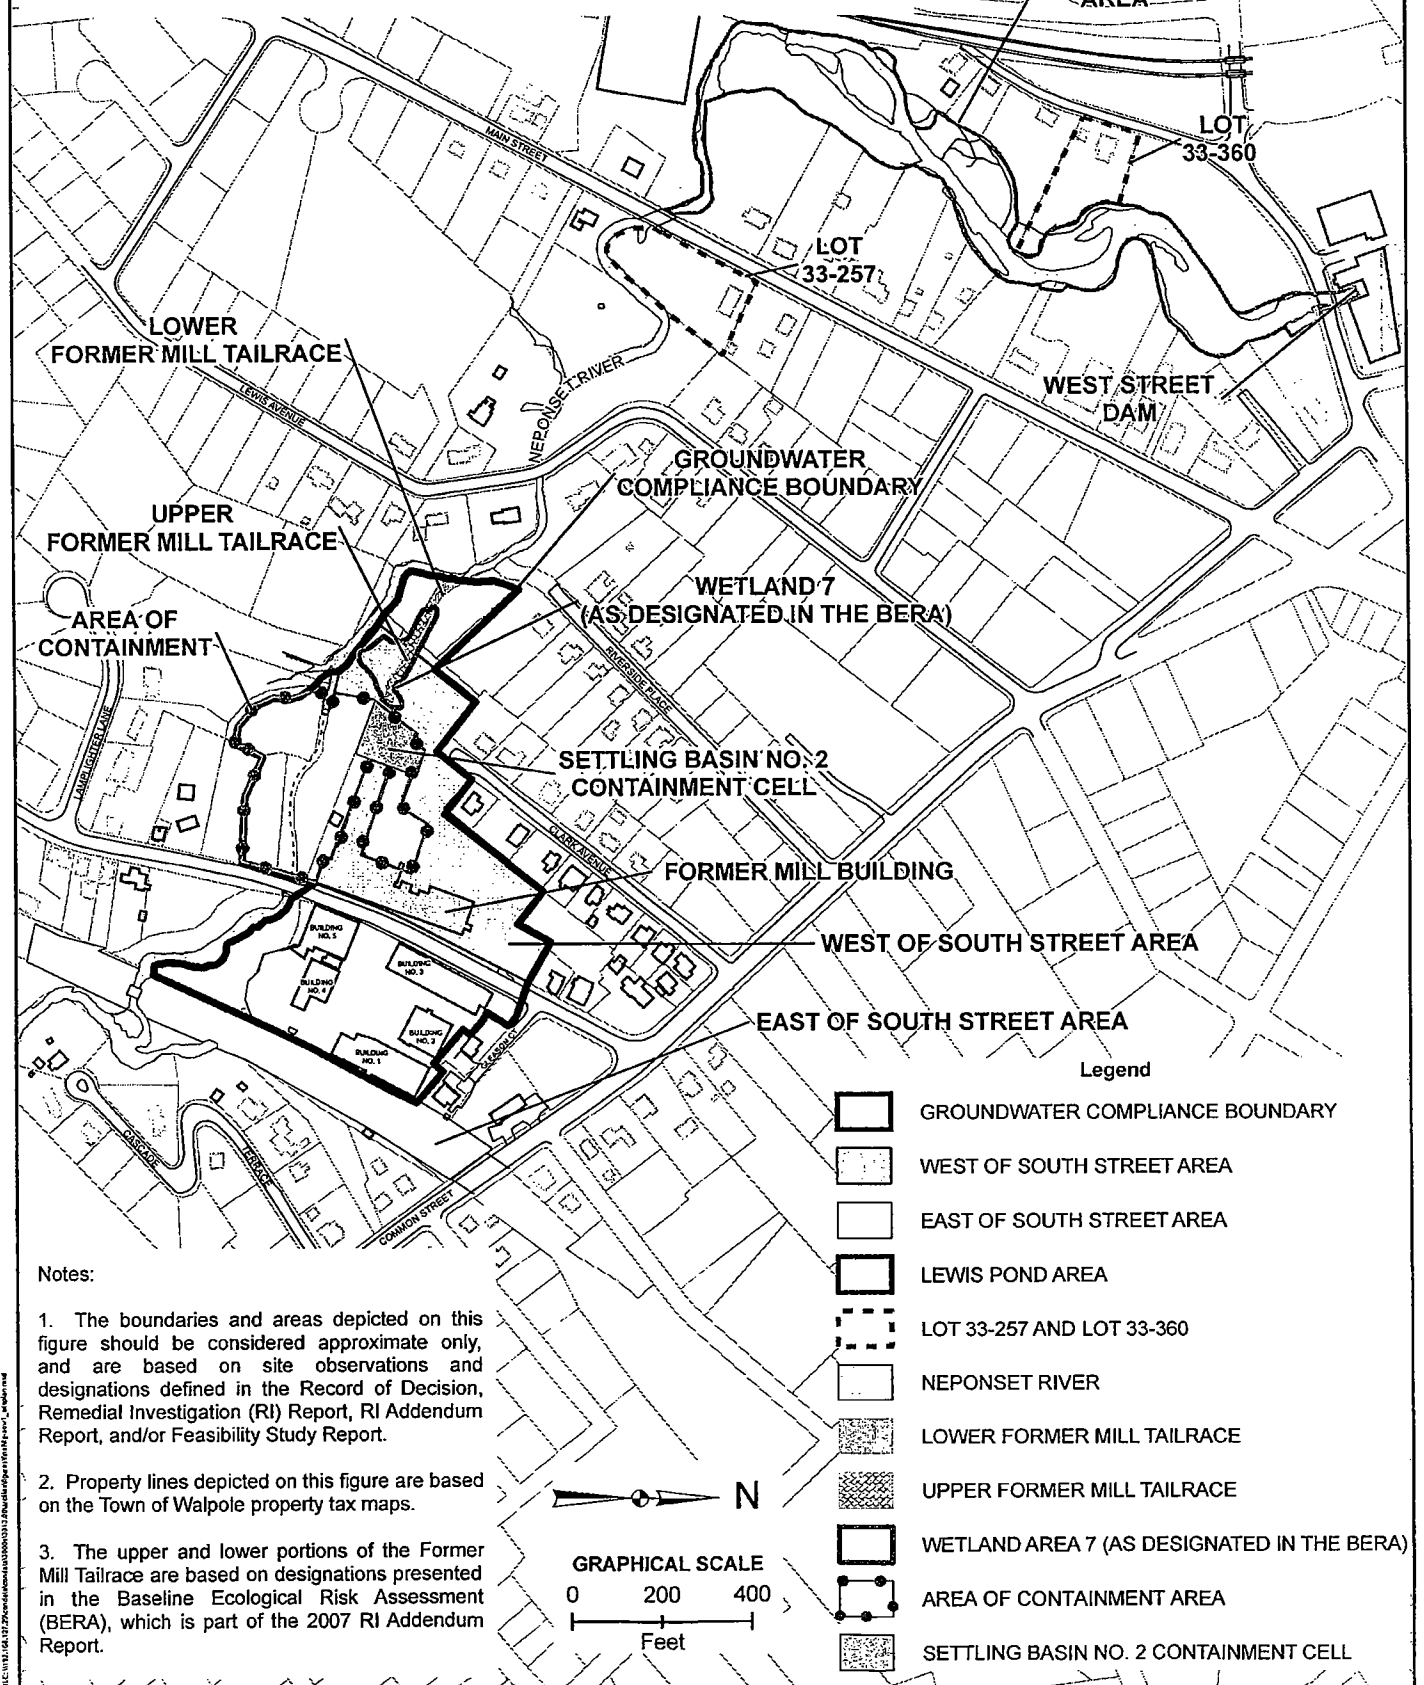 AREA
MAIN STREET
LOT
33-360
LOT
33-257
LOWER
FORMER MILL TAILRACE
LEWIS AVENUE
NEPONSET RIVER
WEST STREET
DAM
GROUNDWATER
COMPLIANCE BOUNDARY
UPPER
FORMER MILL TAILRACE
WETLAND 7
(AS DESIGNATED IN THE BERA)
AREA OF
CONTAINMENT
RIVERSIDE PLACE
LAMPLIGHTER LANE
SETTLING BASIN NO. 2
CONTAINMENT CELL
CLARK AVENUE
FORMER MILL BUILDING
BUILDING
NO. 5
WEST OF SOUTH STREET AREA
BUILDING
NO. 3
BUILDING
NO. 4
EAST OF SOUTH STREET AREA
BUILDING
NO. 2
BUILDING
NO. 1
GLEASON CT
CASCADE
TERRACE
COMMON STREET
Legend
GROUNDWATER COMPLIANCE BOUNDARY
WEST OF SOUTH STREET AREA
EAST OF SOUTH STREET AREA
LEWIS POND AREA
LOT 33-257 AND LOT 33-360
NEPONSET RIVER
LOWER FORMER MILL TAILRACE
UPPER FORMER MILL TAILRACE
WETLAND AREA 7 (AS DESIGNATED IN THE BERA)
AREA OF CONTAINMENT AREA
SETTLING BASIN NO. 2 CONTAINMENT CELL
Notes:
1. The boundaries and areas depicted on this
figure should be considered approximate only,
and are based on site observations and
designations defined in the Record of Decision,
Remedial Investigation (RI) Report, RI Addendum
Report, and/or Feasibility Study Report.
2. Property lines depicted on this figure are based
on the Town of Walpole property tax maps.
3. The upper and lower portions of the Former
Mill Tailrace are based on designations presented
in the Baseline Ecological Risk Assessment
(BERA), which is part of the 2007 RI Addendum
Report.
N
GRAPHICAL SCALE
0 200 400
Feet